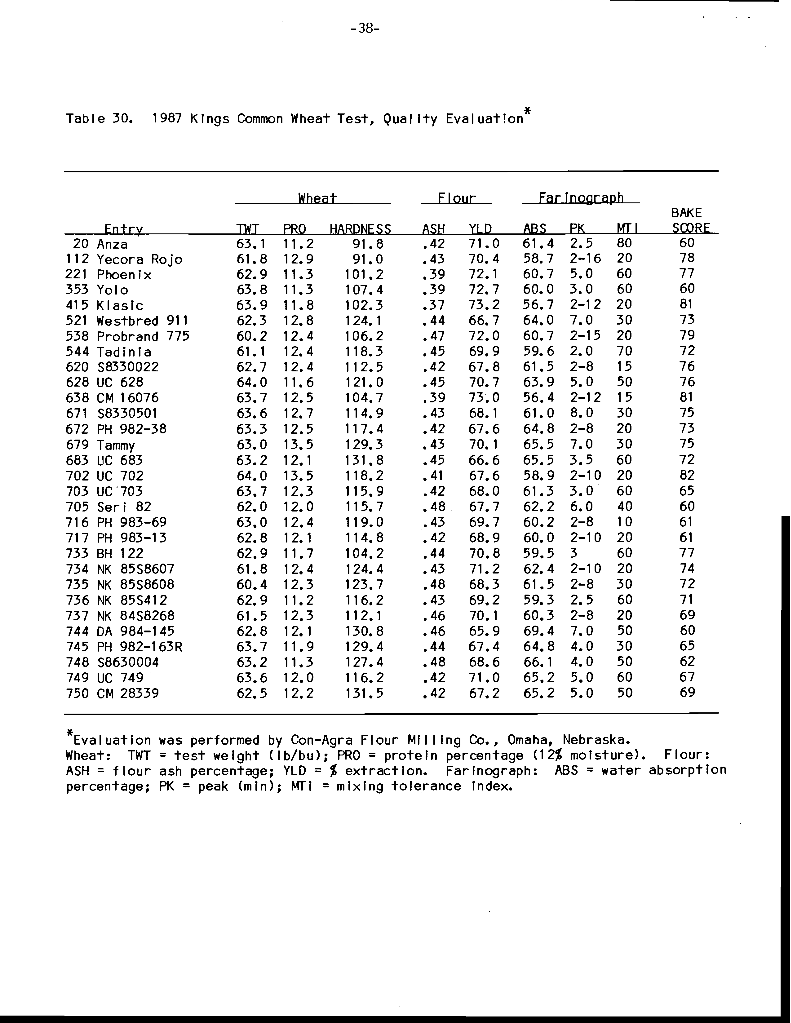 -38-
Table 30. 1987 Kings Common Wheat Test, Quality Evaluation*
Wheat Flour Farinograph
BAKE
Entry TWT PRO HARDNESS ASH YLD ABS PK MTI SCORE
20 Anza 63.1 11.2 91.8 .42 71.0 61.4 2.5 80 60
112 Yecora Rojo 61.8 12.9 91.0 .43 70.4 58.7 2-16 20 78
221 Phoenix 62.9 11.3 101.2 .39 72.1 60.7 5.0 60 77
353 Yolo 63.8 11.3 107.4 .39 72.7 60.0 3.0 60 60
415 Klasic 63.9 11.8 102.3 .37 73.2 56.7 2-12 20 81
521 Westbred 911 62.3 12.8 124.1 .44 66.7 64.0 7.0 30 73
538 Probrand 775 60.2 12.4 106.2 .47 72.0 60.7 2-15 20 79
544 Tadinia 61.1 12.4 118.3 .45 69.9 59.6 2.0 70 72
620 S8330022 62.7 12.4 112.5 .42 67.8 61.5 2-8 15 76
628 UC 628 64.0 11.6 121.0 .45 70.7 63.9 5.0 50 76
638 CM 16076 63.7 12.5 104.7 .39 73.0 56.4 2-12 15 81
671 S8330501 63.6 12.7 114.9 .43 68.1 61.0 8.0 30 75
672 PH 982-38 63.3 12.5 117.4 .42 67.6 64.8 2-8 20 73
679 Tammy 63.0 13.5 129.3 .43 70.1 65.5 7.0 30 75
683 UC 683 63.2 12.1 131.8 .45 66.6 65.5 3.5 60 72
702 UC 702 64.0 13.5 118.2 .41 67.6 58.9 2-10 20 82
703 UC 703 63.7 12.3 115.9 .42 68.0 61.3 3.0 60 65
705 Seri 82 62.0 12.0 115.7 .48 67.7 62.2 6.0 40 60
716 PH 983-69 63.0 12.4 119.0 .43 69.7 60.2 2-8 10 61
717 PH 983-13 62.8 12.1 114.8 .42 68.9 60.0 2-10 20 61
733 BH 122 62.9 11.7 104.2 .44 70.8 59.5 3 60 77
734 NK 85S8607 61.8 12.4 124.4 .43 71.2 62.4 2-10 20 74
735 NK 85S8608 60.4 12.3 123.7 .48 68.3 61.5 2-8 30 72
736 NK 85S412 62.9 11.2 116.2 .43 69.2 59.3 2.5 60 71
737 NK 84S8268 61.5 12.3 112.1 .46 70.1 60.3 2-8 20 69
744 DA 984-145 62.8 12.1 130.8 .46 65.9 69.4 7.0 50 60
745 PH 982-163R 63.7 11.9 129.4 .44 67.4 64.8 4.0 30 65
748 S8630004 63.2 11.3 127.4 .48 68.6 66.1 4.0 50 62
749 UC 749 63.6 12.0 116.2 .42 71.0 65.2 5.0 60 67
750 CM 28339 62.5 12.2 131.5 .42 67.2 65.2 5.0 50 69
*Evaluation was performed by Con-Agra Flour Milling Co., Omaha, Nebraska.
Wheat: TWT = test weight (lb/bu); PRO = protein percentage (12% moisture). Flour:
ASH = flour ash percentage; YLD = % extraction. Farinograph: ABS = water absorption
percentage; PK = peak (min); MTI = mixing tolerance index.